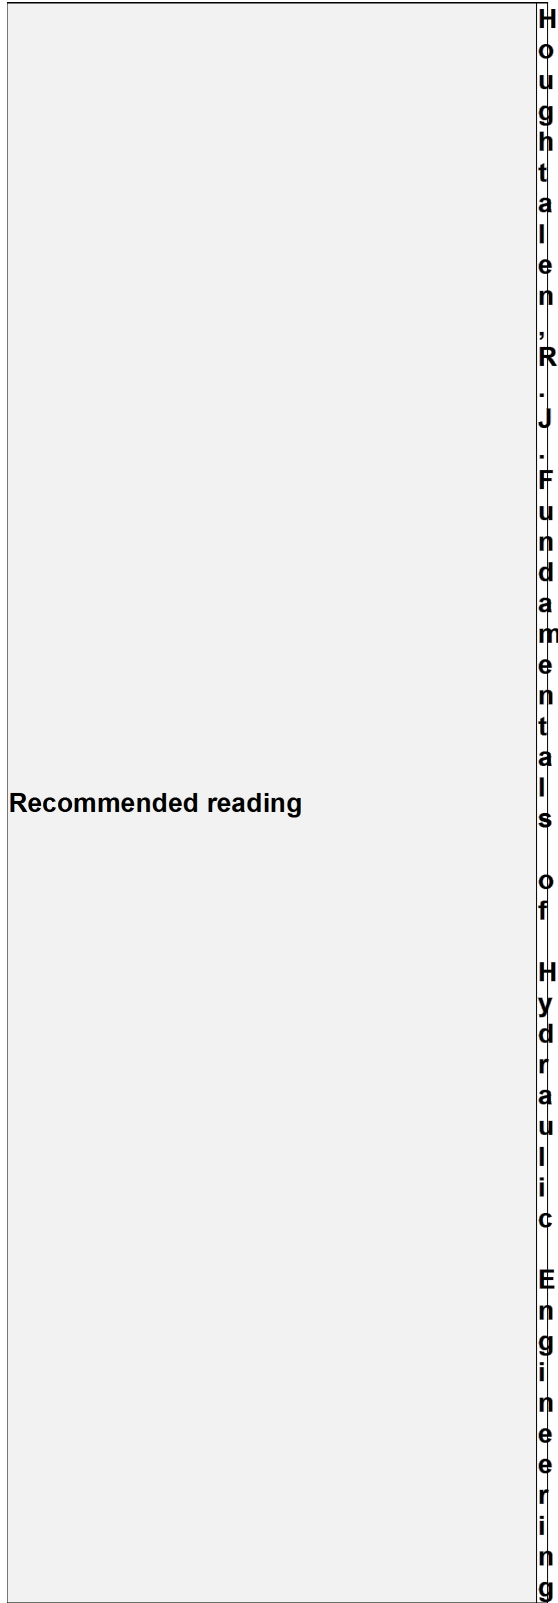 Recommended reading
Houghtalen, R.J. Fundamentals of Hydraulic Engineering